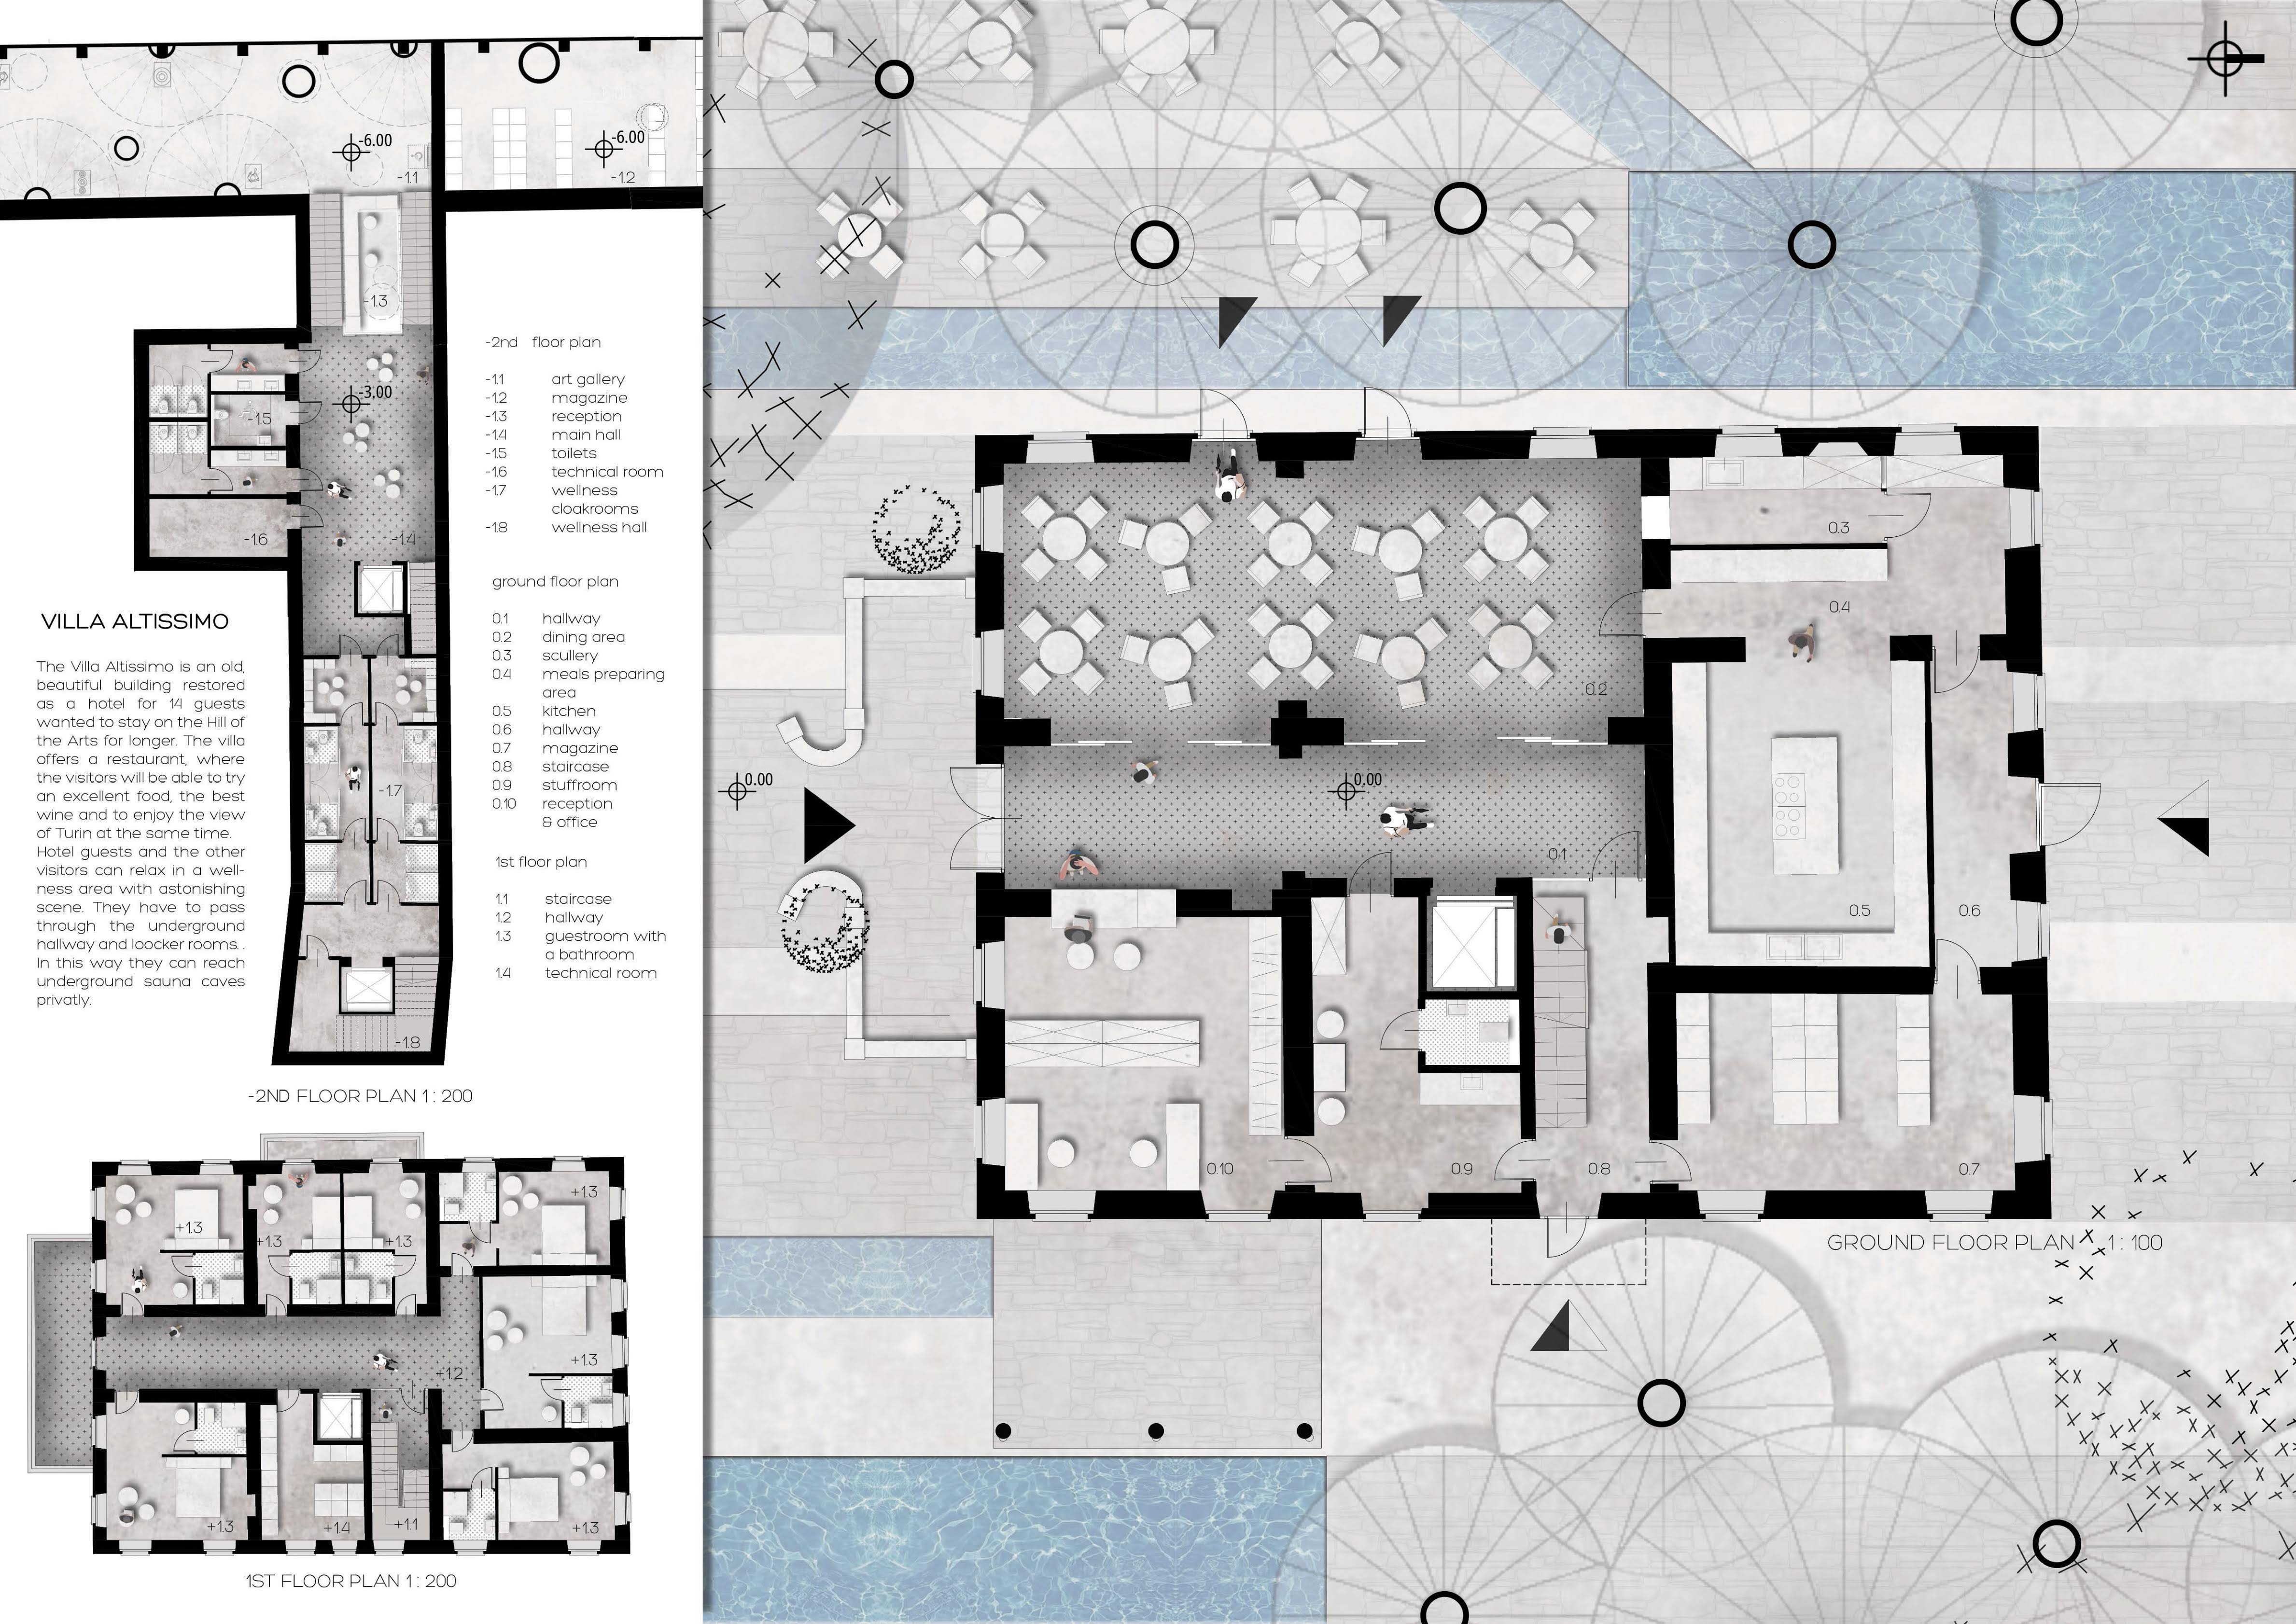 -6.00
-1.1
-6.00
-1.2
-1.3
-3.00
-1.5
-1.4
-1.6
-1.7
-1.8
-2ND FLOOR PLAN 1 : 200
VILLA ALTISSIMO
The Villa Altissimo is an old,
beautiful building restored
as a hotel for 14 guests
wanted to stay on the Hill of
the Arts for longer. The villa
offers a restaurant, where
the visitors will be able to try
an excellent food, the best
wine and to enjoy the view
of Turin at the same time.
Hotel guests and the other
visitors can relax in a well-
ness area with astonishing
scene. They have to pass
through the underground
hallway and loocker rooms. .
In this way they can reach
underground sauna caves
privatly.
-2nd floor plan
-1.1 art gallery
-1.2 magazine
-1.3 reception
-1.4 main hall
-1.5 toilets
-1.6 technical room
-1.7 wellness
cloakrooms
-1.8 wellness hall
ground floor plan
0.1 hallway
0.2 dining area
0.3 scullery
0.4 meals preparing
area
0.5 kitchen
0.6 hallway
0.7 magazine
0.8 staircase
0.9 stuffroom
0.10 reception
& office
1st floor plan
1.1 staircase
1.2 hallway
1.3 guestroom with
a bathroom
1.4 technical room
+1.3
+1.3
+1.3
+1.3
+1.3
+1.2
+1.3
+1.4
+1.1
+1.3
1ST FLOOR PLAN 1 : 200
0.3
0.4
0.2
0.00
0.00
0.1
0.5
0.6
0.10
0.9
0.8
0.7
GROUND FLOOR PLAN 1 : 100